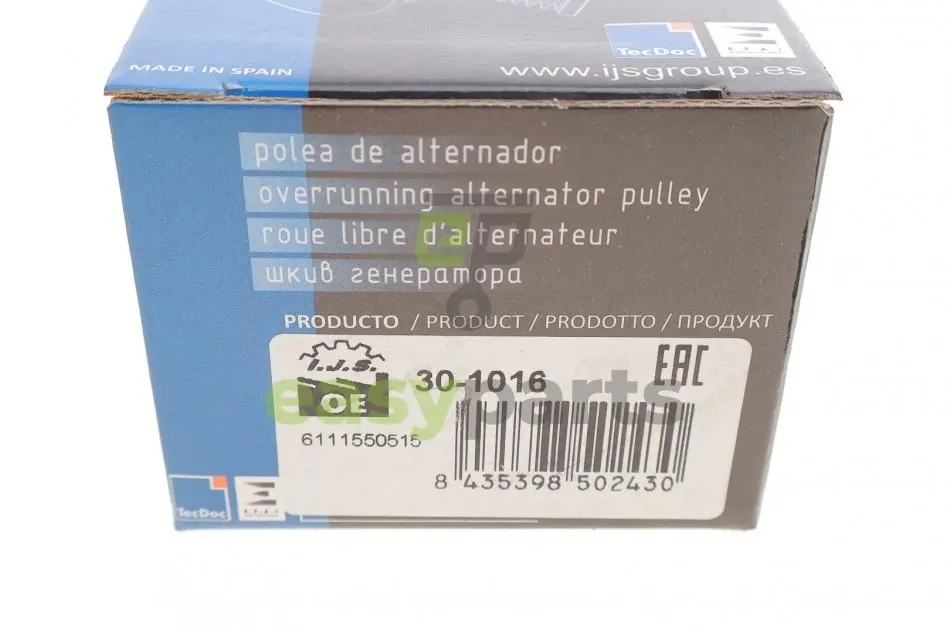 TecDoc
MADE IN SPAIN
www.ijsgroup.es
polea de alternador
overrunning alternator pulley
roue libre d'alternateur
шкив генератора
PRODUCTO / PRODUCT / PRODOTTO / ПРОДУКТ
I.J.S.
30-1016
EAC
OE
easyparts
6111550515
8 435398 502430
TecDoc